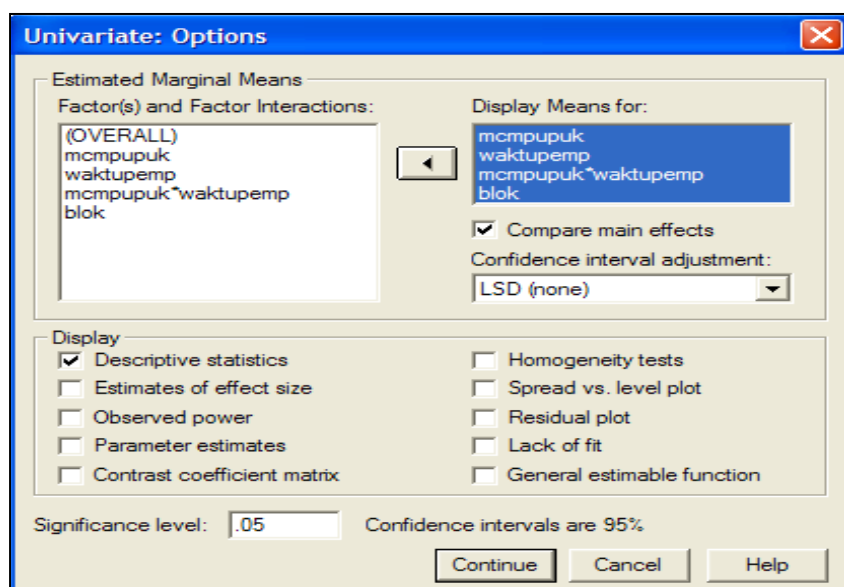 Univariate: Options
Estimated Marginal Means
Factor(s) and Factor Interactions:
(OVERALL)
mcmpupuk
waktupemp
mcmpupuk*waktupemp
blok
Display Means for:
mcmpupuk
waktupemp
mcmpupuk*waktupemp
blok
Compare main effects
Confidence interval adjustment:
LSD (none)
Display
Descriptive statistics
Estimates of effect size
Observed power
Parameter estimates
Contrast coefficient matrix
Homogeneity tests
Spread vs. level plot
Residual plot
Lack of fit
General estimable function
Significance level: .05 Confidence intervals are 95%
Continue Cancel Help